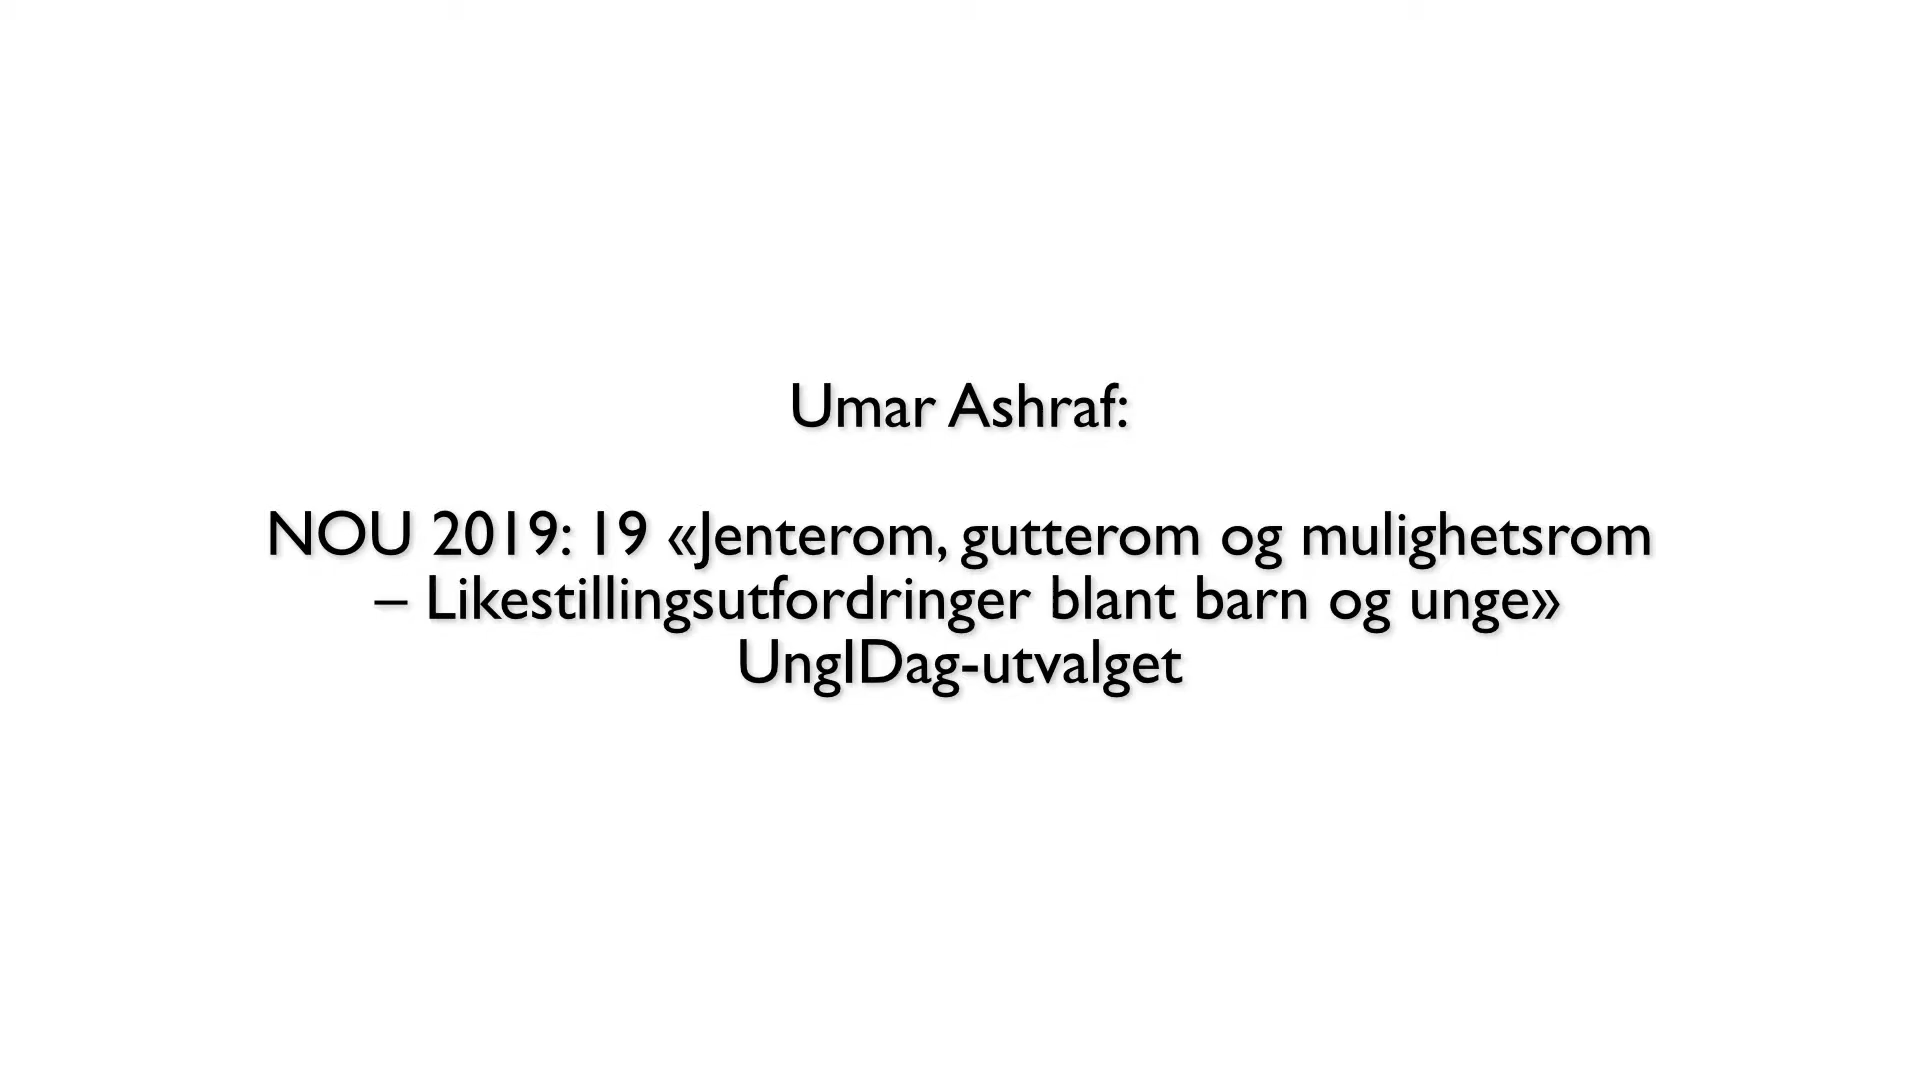 Umar Ashraf:
NOU 2019: 19 «Jenterom, gutterom og mulighetsrom
– Likestillingsutfordringer blant barn og unge»
UngIDag-utvalget